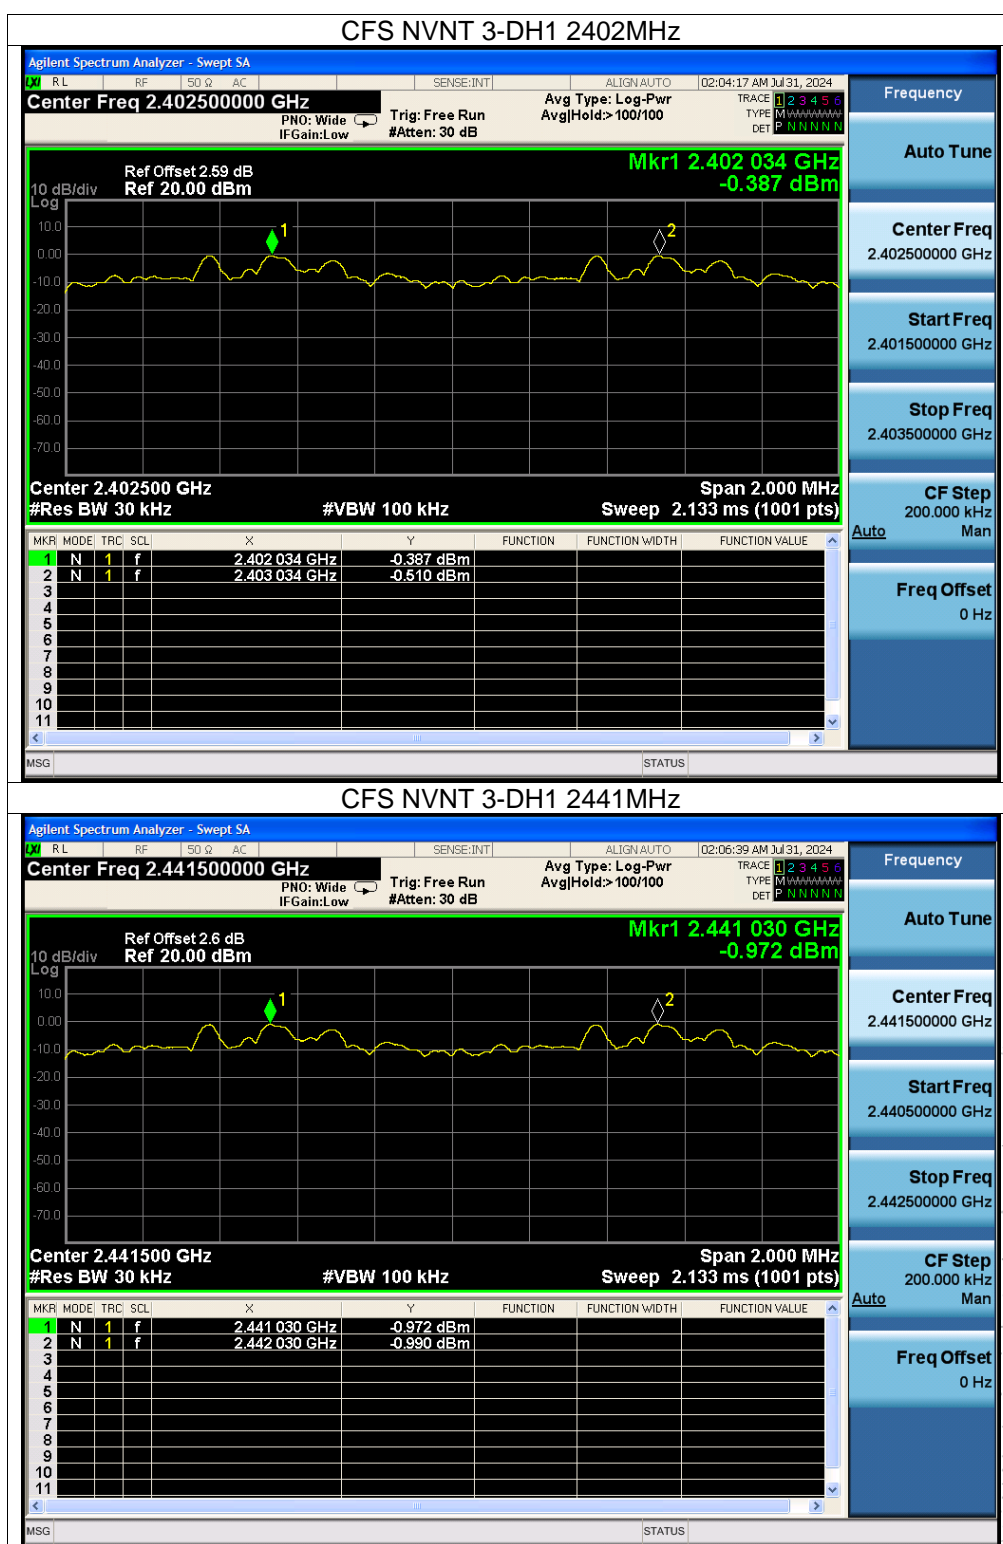 CFS NVNT 3-DH1 2402MHz
Agilent Spectrum Analyzer - Swept SA
LXI RL RF 50 Ω AC SENSE:INT ALIGN AUTO 02:04:17 AM Jul 31, 2024
Center Freq 2.402500000 GHz
PNO: Wide
IFGain:Low
Trig: Free Run
#Atten: 30 dB
Avg Type: Log-Pwr
Avg|Hold:>100/100
TRACE 1 2 3 4 5 6
TYPE M WWWWW
DET P N N N N N
Frequency
Auto Tune
Center Freq
2.402500000 GHz
Start Freq
2.401500000 GHz
Stop Freq
2.403500000 GHz
CF Step
200.000 kHz
Auto Man
Freq Offset
0 Hz
Mkr1 2.402 034 GHz
-0.387 dBm
Ref Offset 2.59 dB
10 dB/div Ref 20.00 dBm
Log
10.0
0.00
-10.0
-20.0
-30.0
-40.0
-50.0
-60.0
-70.0
1
2
Center 2.402500 GHz Span 2.000 MHz
#Res BW 30 kHz #VBW 100 kHz Sweep 2.133 ms (1001 pts)
MKR MODE TRC SCL X Y FUNCTION FUNCTION WIDTH FUNCTION VALUE
1 N 1 f 2.402 034 GHz -0.387 dBm
2 N 1 f 2.403 034 GHz -0.510 dBm
3
4
5
6
7
8
9
10
11
MSG STATUS
CFS NVNT 3-DH1 2441MHz
Agilent Spectrum Analyzer - Swept SA
LXI RL RF 50 Ω AC SENSE:INT ALIGN AUTO 02:06:39 AM Jul 31, 2024
Center Freq 2.441500000 GHz
PNO: Wide
IFGain:Low
Trig: Free Run
#Atten: 30 dB
Avg Type: Log-Pwr
Avg|Hold:>100/100
TRACE 1 2 3 4 5 6
TYPE M WWWWW
DET P N N N N N
Frequency
Auto Tune
Center Freq
2.441500000 GHz
Start Freq
2.440500000 GHz
Stop Freq
2.442500000 GHz
CF Step
200.000 kHz
Auto Man
Freq Offset
0 Hz
Mkr1 2.441 030 GHz
-0.972 dBm
Ref Offset 2.6 dB
10 dB/div Ref 20.00 dBm
Log
10.0
0.00
-10.0
-20.0
-30.0
-40.0
-50.0
-60.0
-70.0
1
2
Center 2.441500 GHz Span 2.000 MHz
#Res BW 30 kHz #VBW 100 kHz Sweep 2.133 ms (1001 pts)
MKR MODE TRC SCL X Y FUNCTION FUNCTION WIDTH FUNCTION VALUE
1 N 1 f 2.441 030 GHz -0.972 dBm
2 N 1 f 2.442 030 GHz -0.990 dBm
3
4
5
6
7
8
9
10
11
MSG STATUS